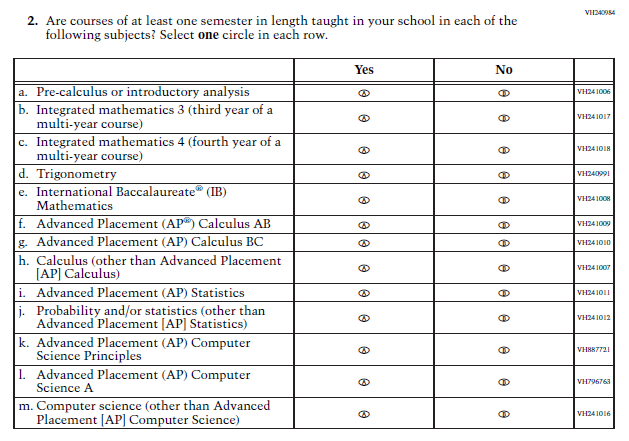 VH240984
2. Are courses of at least one semester in length taught in your school in each of the
following subjects? Select one circle in each row.
Yes No
a. Pre-calculus or introductory analysis Ⓐ Ⓑ VH241006
b. Integrated mathematics 3 (third year of a
multi-year course) Ⓐ Ⓑ VH241017
c. Integrated mathematics 4 (fourth year of a
multi-year course) Ⓐ Ⓑ VH241018
d. Trigonometry Ⓐ Ⓑ VH240991
e. International Baccalaureate® (IB)
Mathematics Ⓐ Ⓑ VH241008
f. Advanced Placement (AP®) Calculus AB Ⓐ Ⓑ VH241009
g. Advanced Placement (AP) Calculus BC Ⓐ Ⓑ VH241010
h. Calculus (other than Advanced Placement
[AP] Calculus) Ⓐ Ⓑ VH241007
i. Advanced Placement (AP) Statistics Ⓐ Ⓑ VH241011
j. Probability and/or statistics (other than
Advanced Placement [AP] Statistics) Ⓐ Ⓑ VH241012
k. Advanced Placement (AP) Computer
Science Principles Ⓐ Ⓑ VH887721
l. Advanced Placement (AP) Computer
Science A Ⓐ Ⓑ VH796763
m. Computer science (other than Advanced
Placement [AP] Computer Science) Ⓐ Ⓑ VH241016